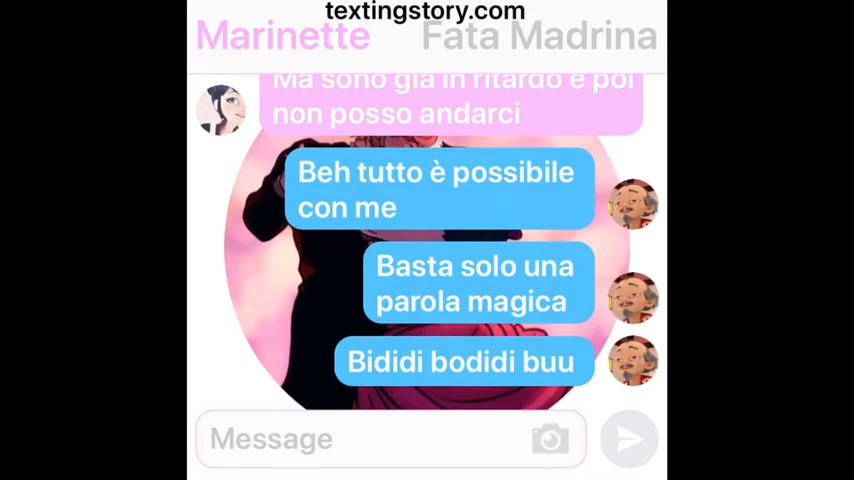 textingstory.com
Marinette Fata Madrina
Ma sono già in ritardo e poi
non posso andarci
Beh tutto è possibile
con me
Basta solo una
parola magica
Bididi bodidi buu
Message